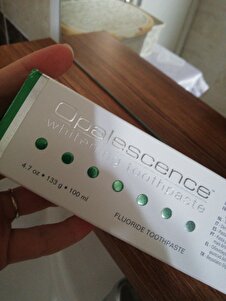 Opalescence®
whitening toothpaste
4.7 oz • 133 g • 100 ml
FLUORIDE TOOTHPASTE